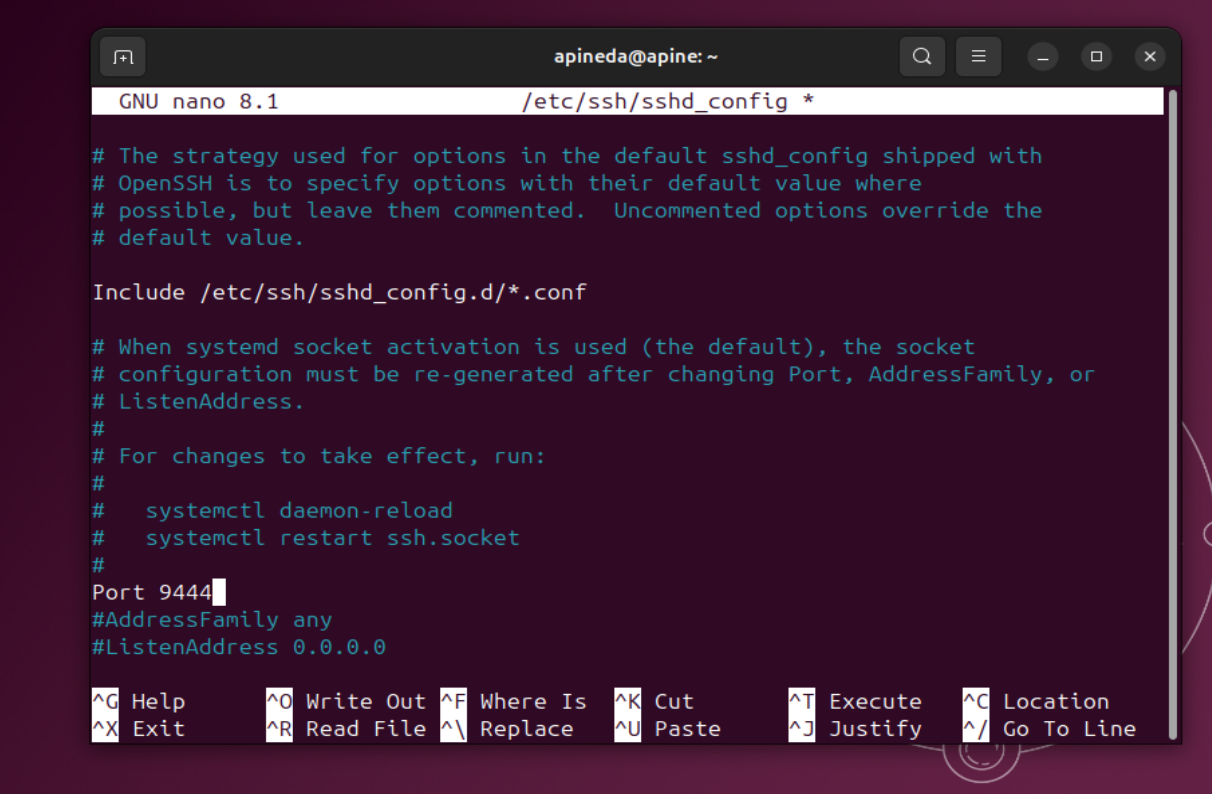 apineda@apine: ~
GNU nano 8.1 /etc/ssh/sshd_config *
# The strategy used for options in the default sshd_config shipped with
# OpenSSH is to specify options with their default value where
# possible, but leave them commented.  Uncommented options override the
# default value.
Include /etc/ssh/sshd_config.d/*.conf
# When systemd socket activation is used (the default), the socket
# configuration must be re-generated after changing Port, AddressFamily, or
# ListenAddress.
#
# For changes to take effect, run:
#
#   systemctl daemon-reload
#   systemctl restart ssh.socket
#
Port 9444
#AddressFamily any
#ListenAddress 0.0.0.0
^G Help ^O Write Out ^F Where Is ^K Cut ^T Execute ^C Location
^X Exit ^R Read File ^\ Replace ^U Paste ^J Justify ^/ Go To Line